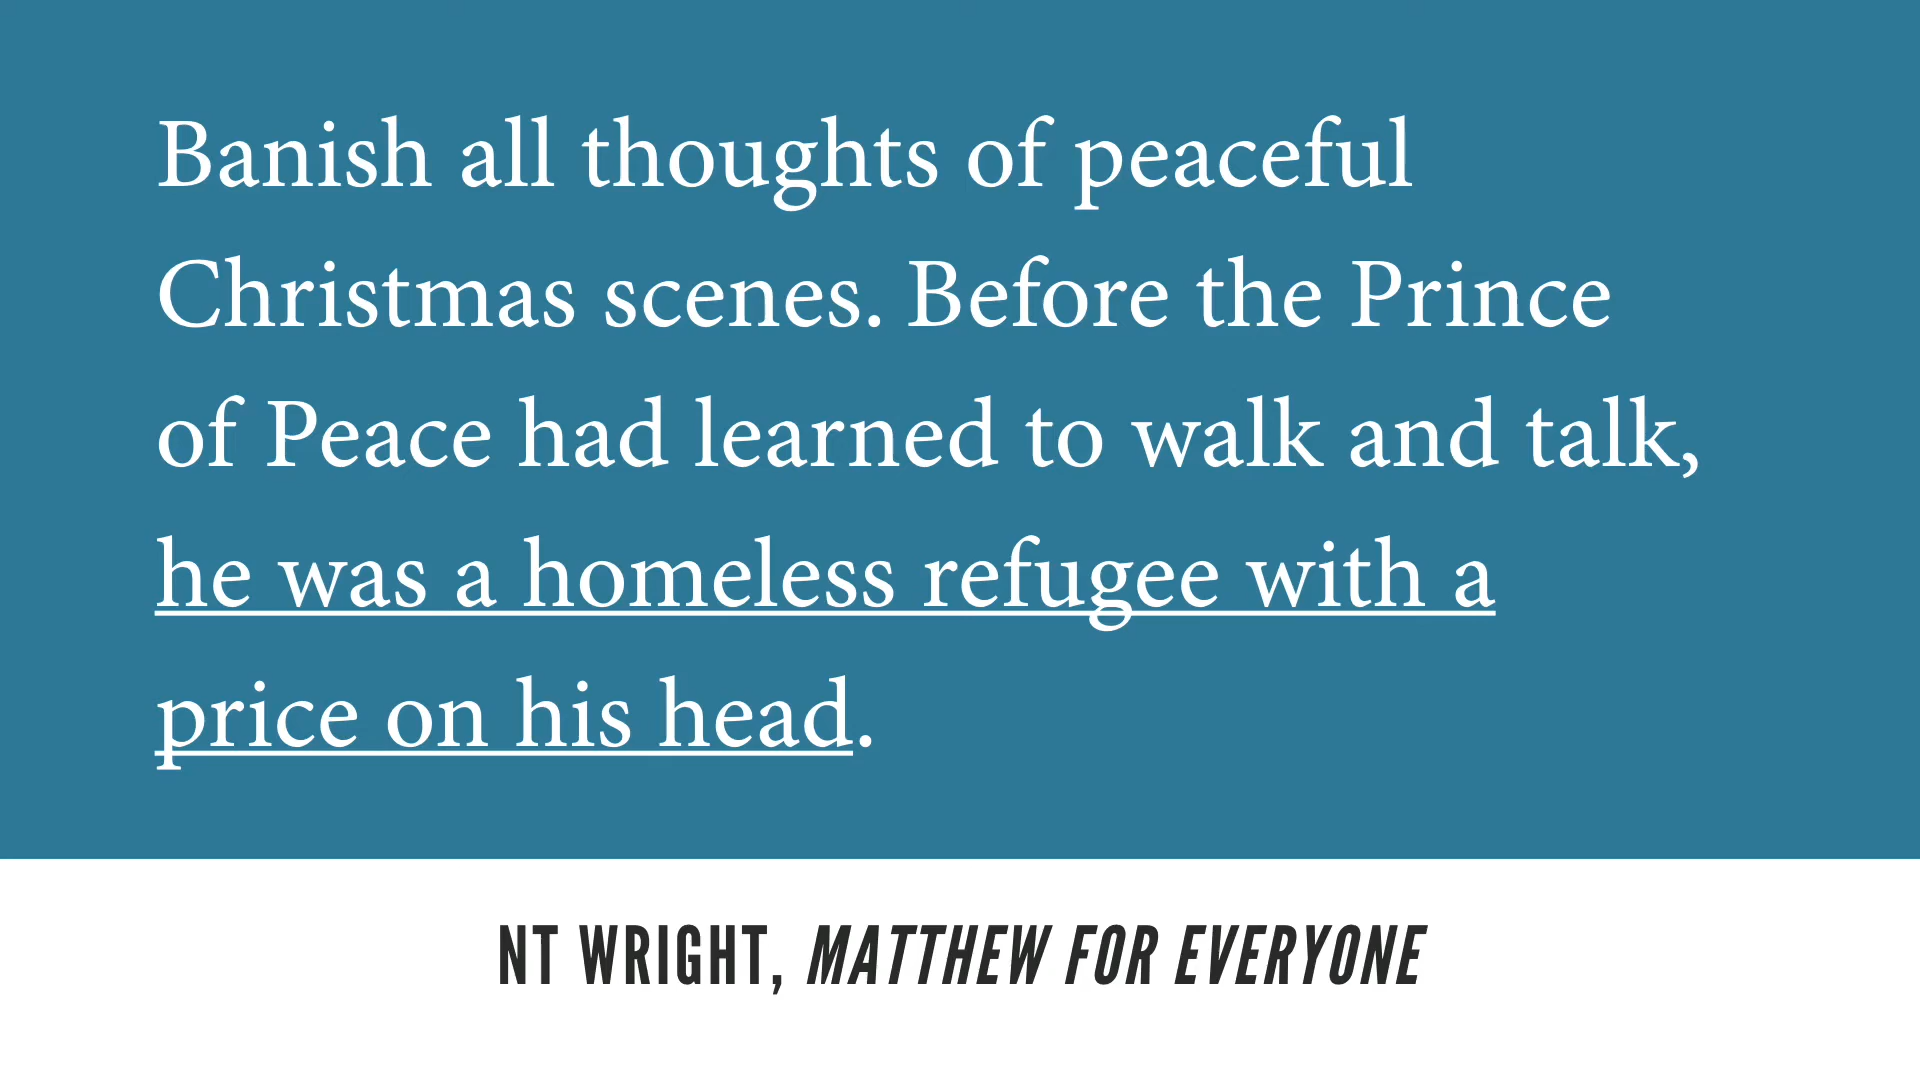 Banish all thoughts of peaceful
Christmas scenes. Before the Prince
of Peace had learned to walk and talk,
he was a homeless refugee with a
price on his head.
NT WRIGHT, MATTHEW FOR EVERYONE